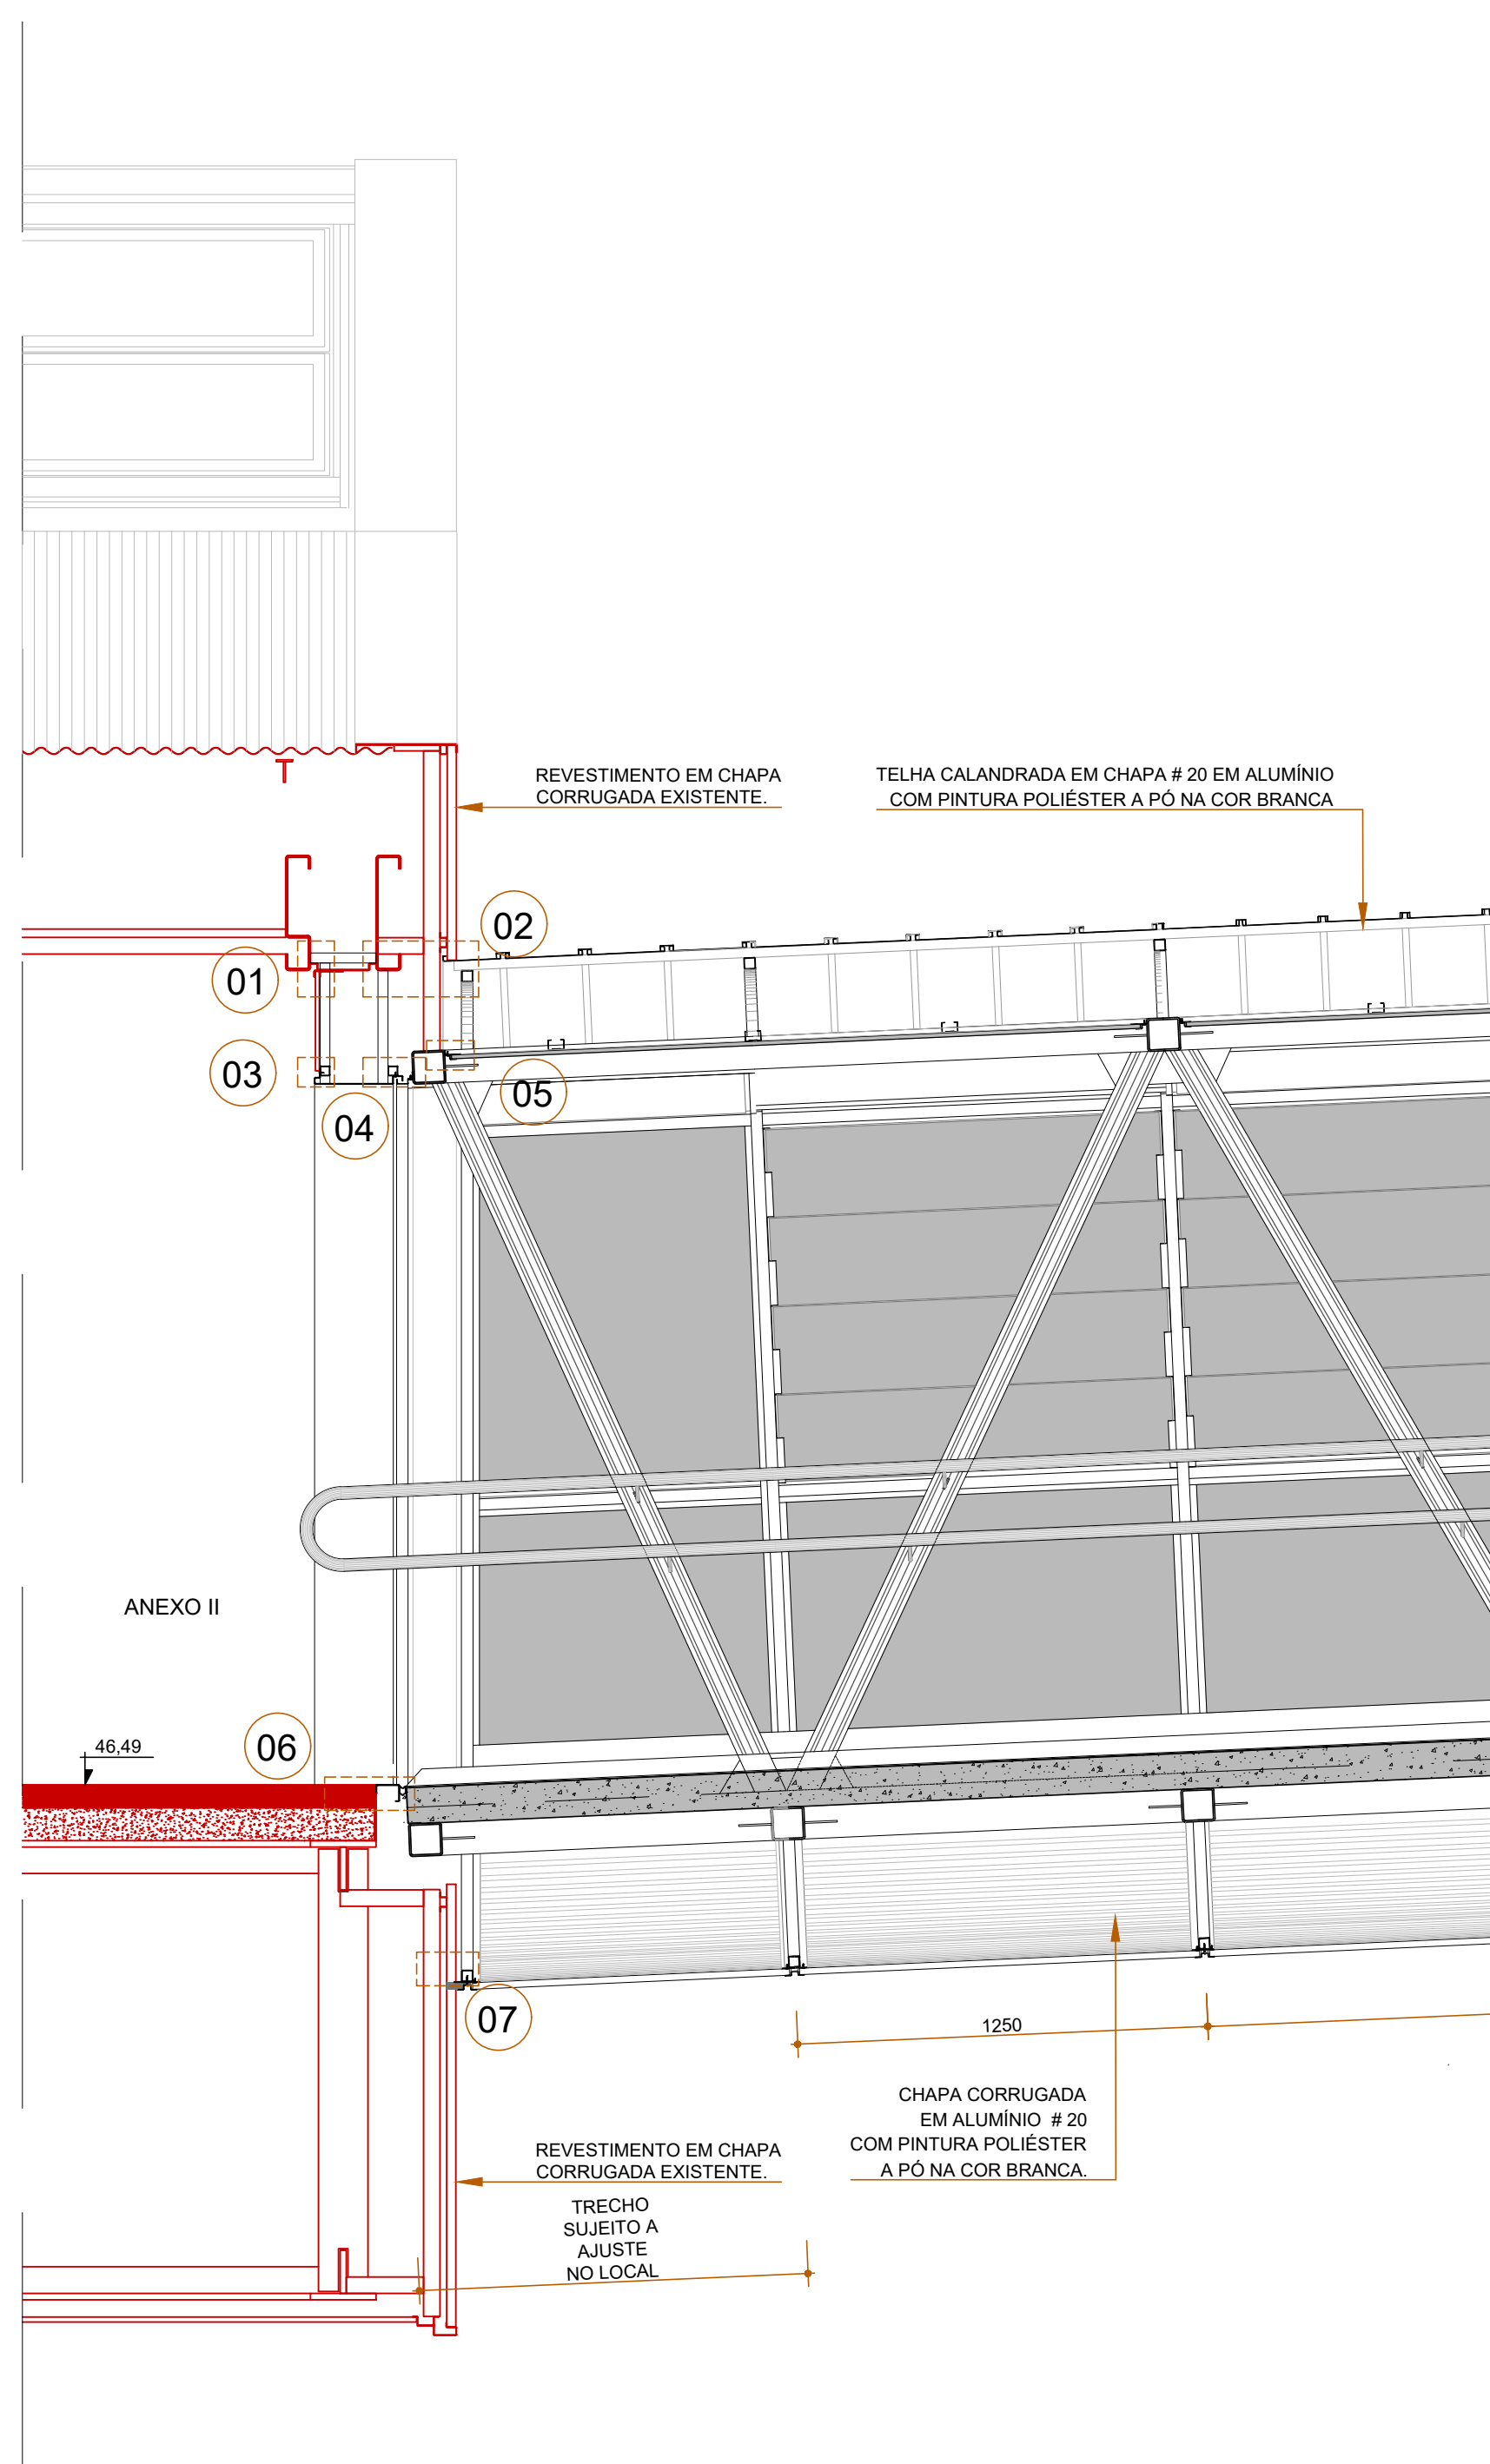 REVESTIMENTO EM CHAPA
CORRUGADA EXISTENTE.
TELHA CALANDRADA EM CHAPA # 20 EM ALUMÍNIO
COM PINTURA POLIÉSTER A PÓ NA COR BRANCA
02
01
03
05
04
ANEXO II
46,49
06
07
1250
CHAPA CORRUGADA
EM ALUMÍNIO # 20
COM PINTURA POLIÉSTER
A PÓ NA COR BRANCA.
REVESTIMENTO EM CHAPA
CORRUGADA EXISTENTE.
TRECHO
SUJEITO A
AJUSTE
NO LOCAL